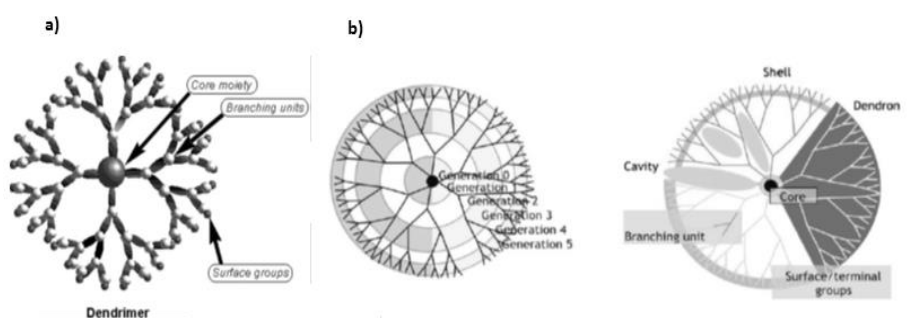 a)
Core moiety
Branching units
Surface groups
Dendrimer
b)
Generation 0
Generation 1
Generation 2
Generation 3
Generation 4
Generation 5
Shell
Dendron
Cavity
Core
Branching unit
Surface/terminal
groups